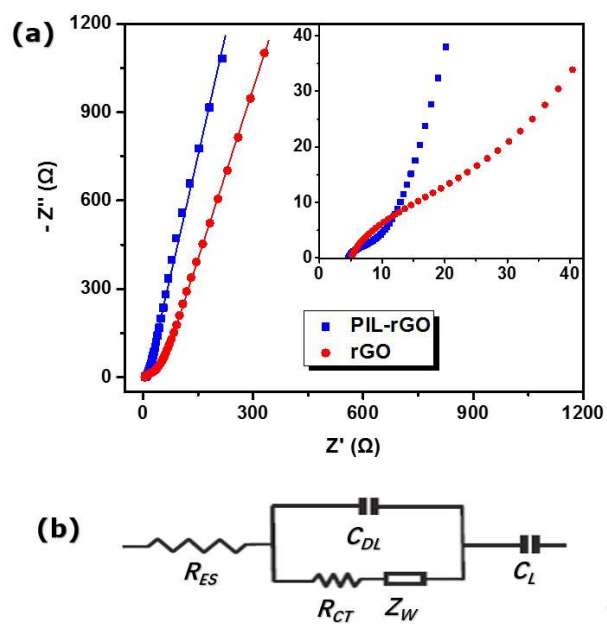 (a)
- Z'' (Ω)
1200
900
600
300
0
0 300 600 900 1200
Z' (Ω)
40
30
20
10
0
0 10 20 30 40
PIL-rGO
rGO
(b)
C_DL
R_ES
R_CT
Z_W
C_L